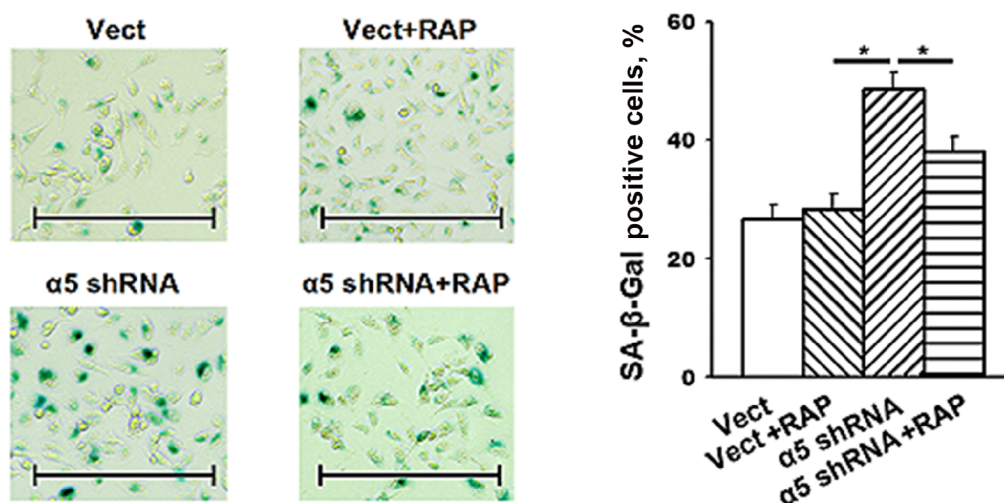 Vect
Vect+RAP
α5 shRNA
α5 shRNA+RAP
SA-β-Gal positive cells, %
60
40
20
0
* *
Vect
Vect +RAP
α5 shRNA
α5 shRNA +RAP